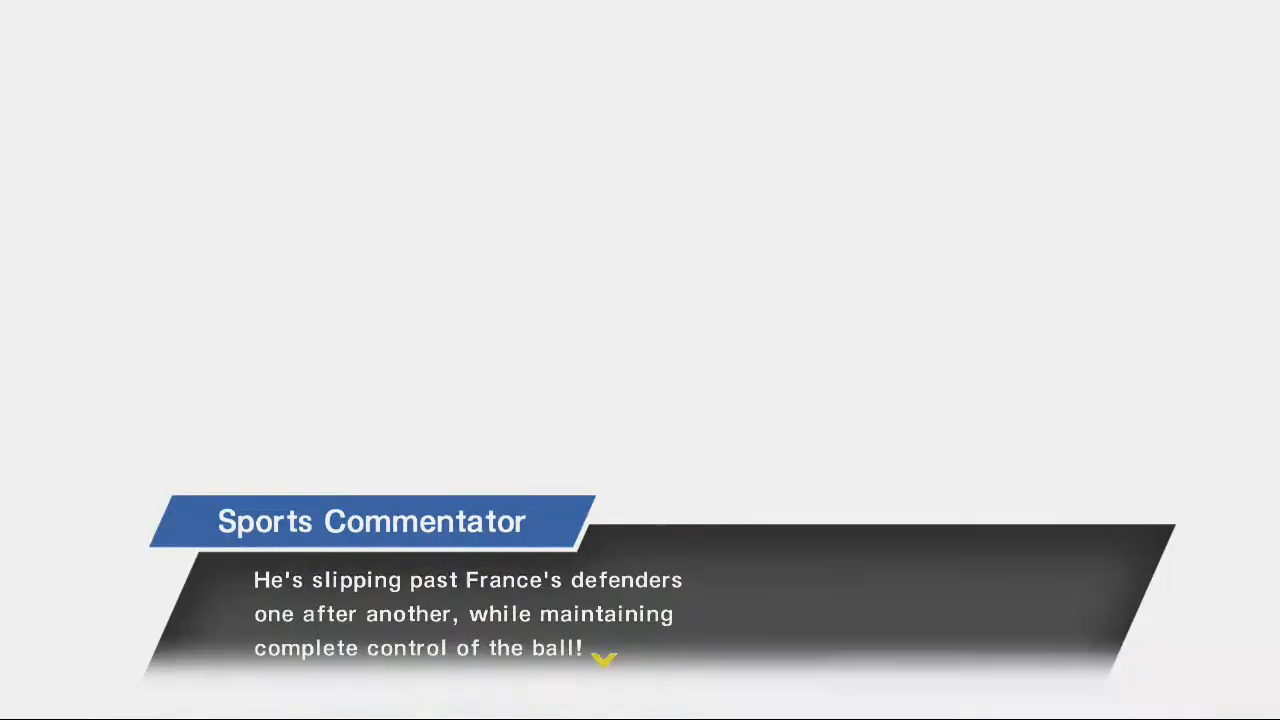 Sports Commentator
He's slipping past France's defenders
one after another, while maintaining
complete control of the ball!